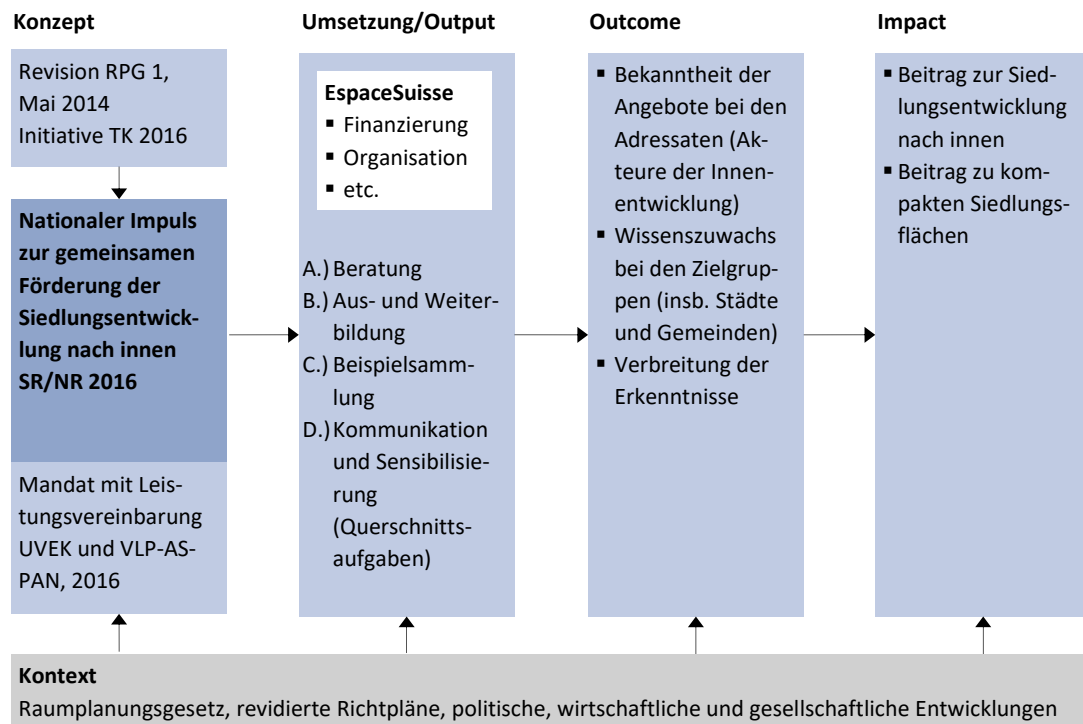 Konzept
Revision RPG 1,
Mai 2014
Initiative TK 2016
Nationaler Impuls
zur gemeinsamen
Förderung der
Siedlungsentwick-
lung nach innen
SR/NR 2016
Mandat mit Leis-
tungsvereinbarung
UVEK und VLP-AS-
PAN, 2016
Umsetzung/Output
EspaceSuisse
▪ Finanzierung
▪ Organisation
▪ etc.
A.) Beratung
B.) Aus- und Weiter-
bildung
C.) Beispielsamm-
lung
D.) Kommunikation
und Sensibilisie-
rung
(Querschnitts-
aufgaben)
Outcome
▪ Bekanntheit der
Angebote bei den
Adressaten (Ak-
teure der Innen-
entwicklung)
▪ Wissenszuwachs
bei den Zielgrup-
pen (insb. Städte
und Gemeinden)
▪ Verbreitung der
Erkenntnisse
Impact
▪ Beitrag zur Sied-
lungsentwicklung
nach innen
▪ Beitrag zu kom-
pakten Siedlungs-
flächen
Kontext
Raumplanungsgesetz, revidierte Richtpläne, politische, wirtschaftliche und gesellschaftliche Entwicklungen